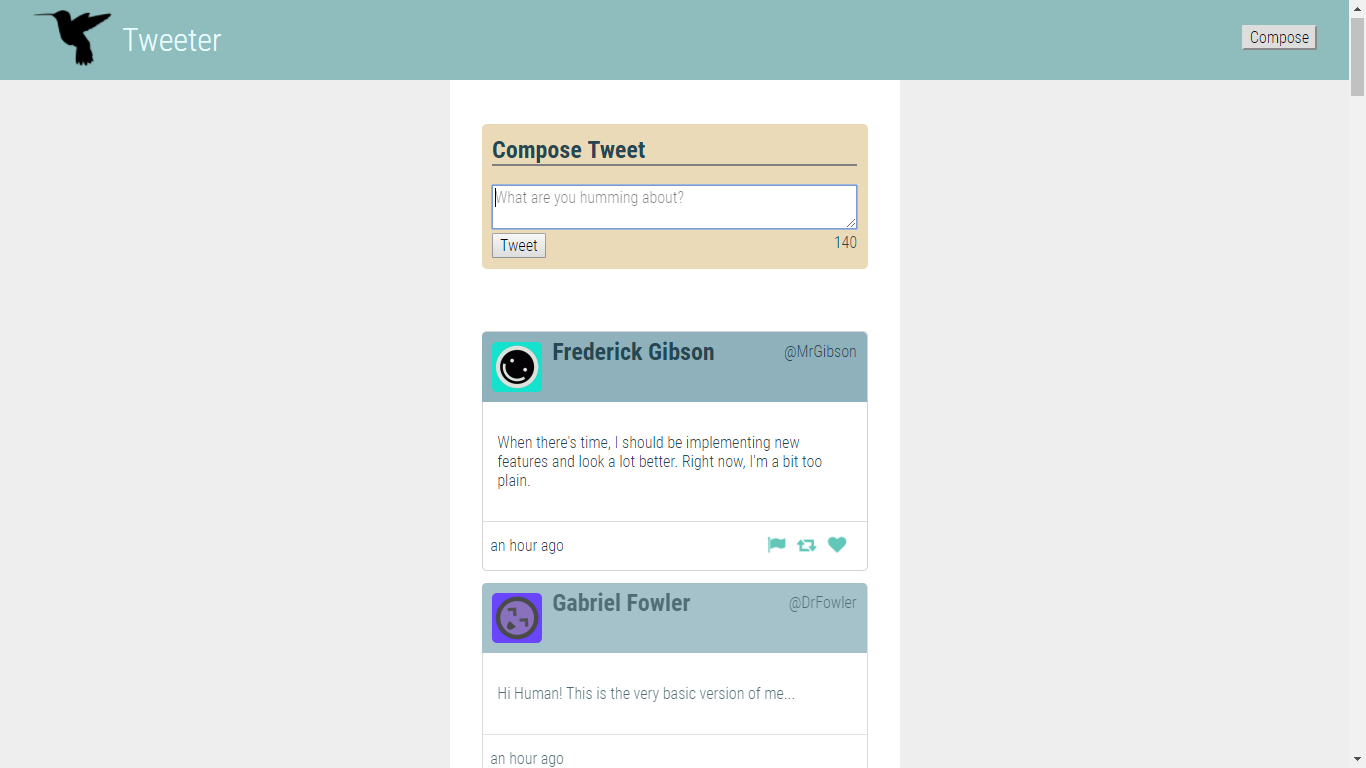 Tweeter
Compose
Compose Tweet
What are you humming about?
Tweet
140
Frederick Gibson
@MrGibson
When there's time, I should be implementing new
features and look a lot better. Right now, I'm a bit too
plain.
an hour ago
Gabriel Fowler
@DrFowler
Hi Human! This is the very basic version of me...
an hour ago